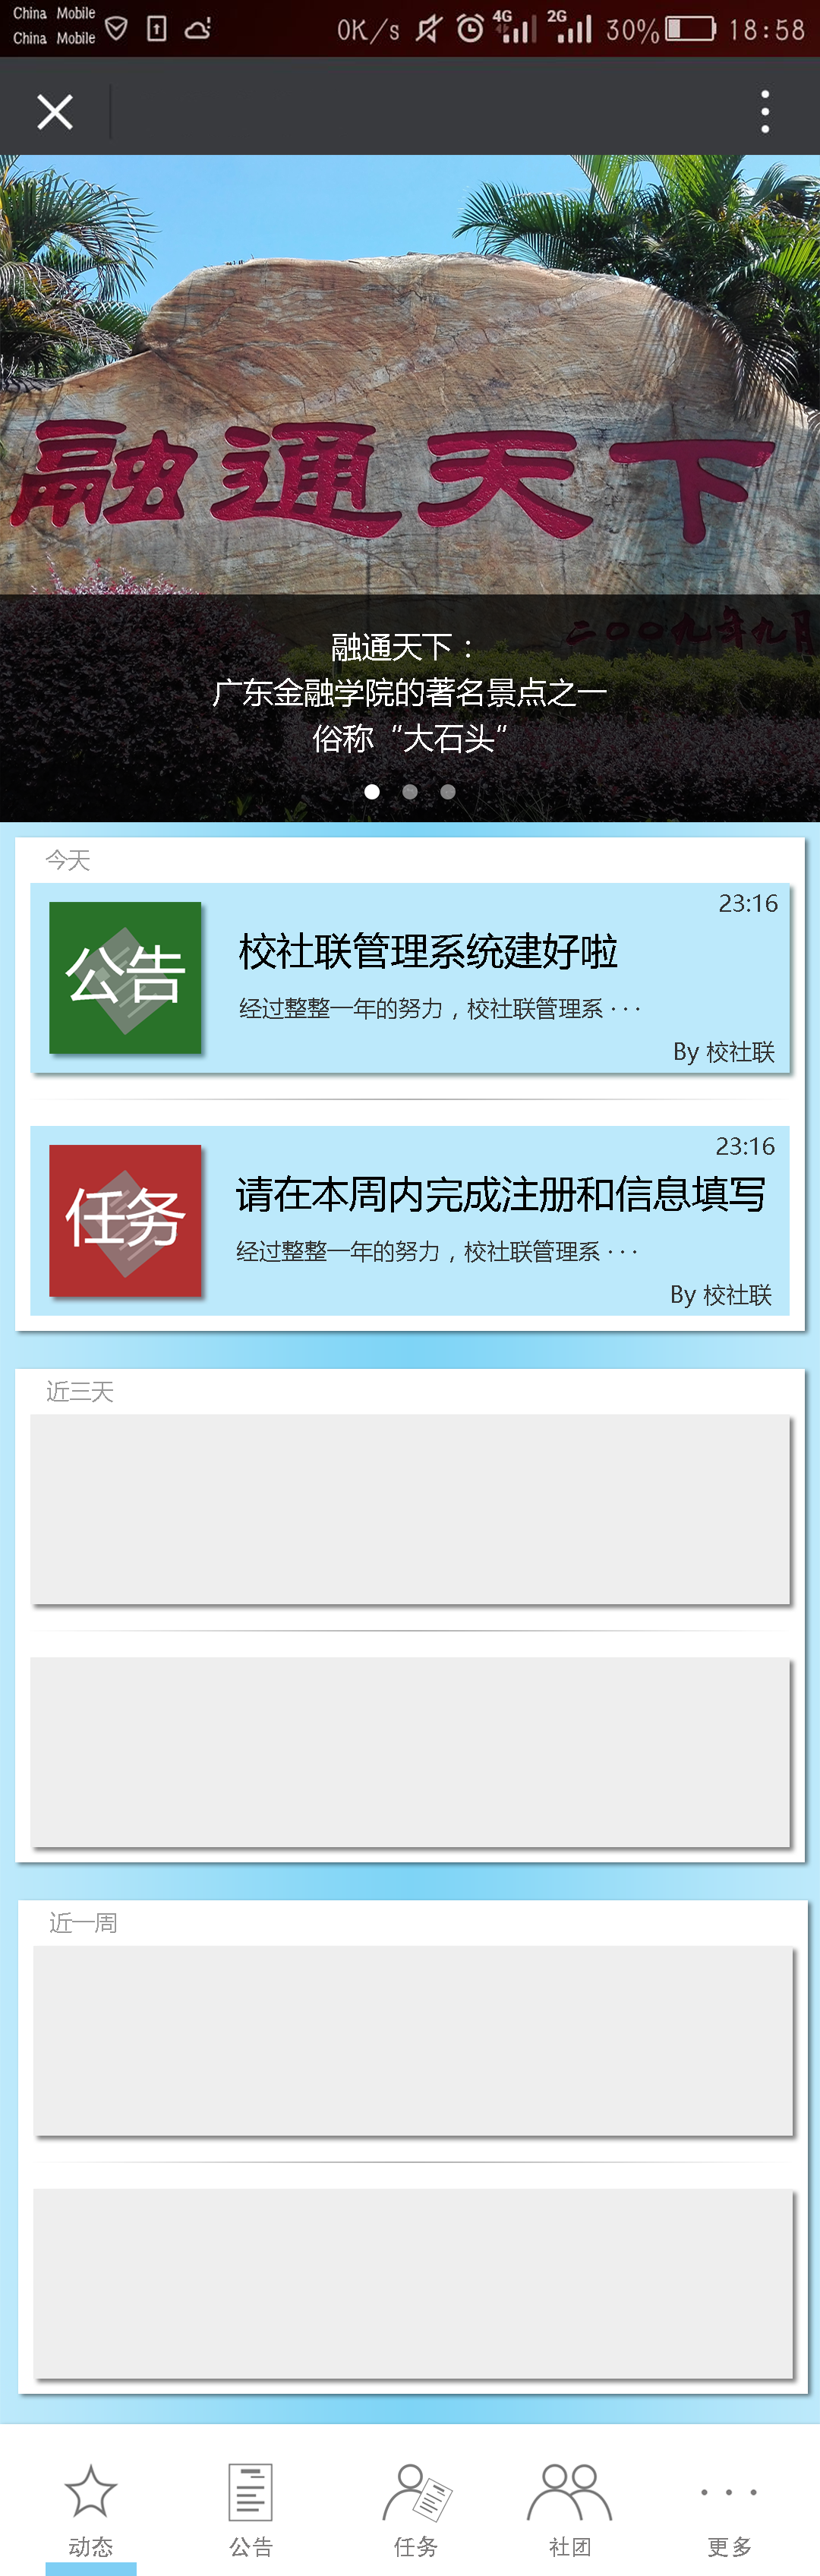 China Mobile
China Mobile
0K/s 4G 2G 30% 18:58
融通天下
二〇〇九年九月
融通天下：
广东金融学院的著名景点之一
俗称“大石头”
今天
23:16
公告
校社联管理系统建好啦
经过整整一年的努力，校社联管理系 · · ·
By 校社联
23:16
任务
请在本周内完成注册和信息填写
经过整整一年的努力，校社联管理系 · · ·
By 校社联
近三天
近一周
动态 公告 任务 社团 更多